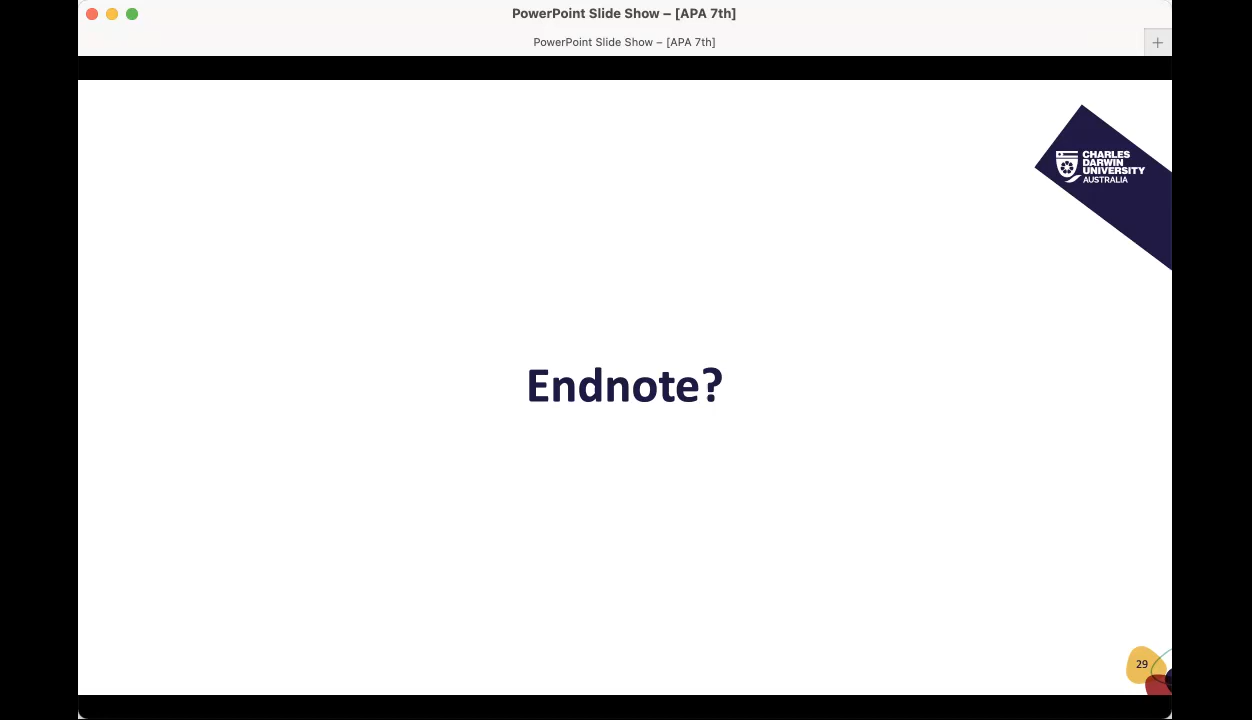 PowerPoint Slide Show – [APA 7th]
PowerPoint Slide Show – [APA 7th]
CHARLES
DARWIN
UNIVERSITY
AUSTRALIA
Endnote?
29